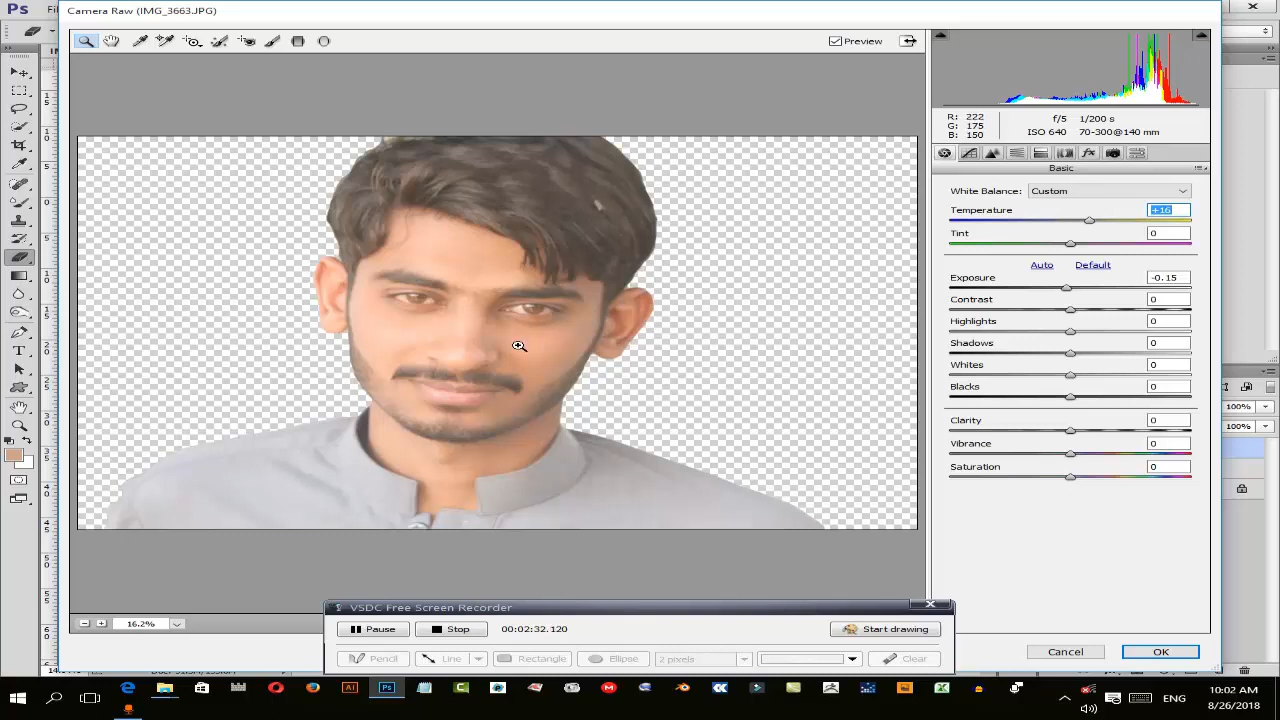 Ps
Camera Raw (IMG_3663.JPG)
Preview
R: 222
G: 175
B: 150
f/5 1/200 s
ISO 640 70-300@140 mm
Basic
White Balance: Custom
Temperature +16
Tint 0
Auto Default
Exposure -0.15
Contrast 0
Highlights 0
Shadows 0
Whites 0
Blacks 0
Clarity 0
Vibrance 0
Saturation 0
100%
100%
16.2%
Cancel OK
VSDC Free Screen Recorder
Pause Stop 00:02:32.120 Start drawing
Pencil Line Rectangle Ellipse 2 pixels Clear
ENG
10:02 AM
8/26/2018